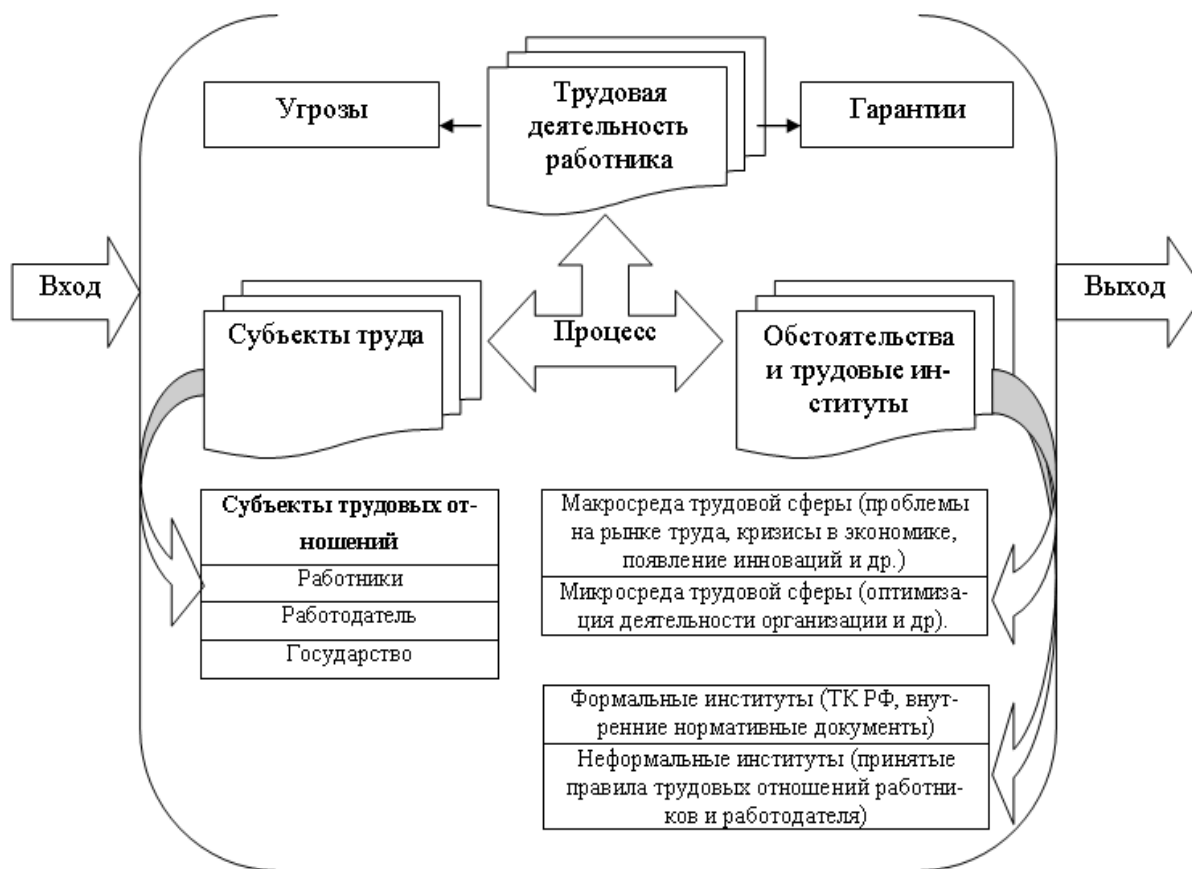 Угрозы
Трудовая
деятельность
работника
Гарантии
Вход
Выход
Субъекты труда
Процесс
Обстоятельства
и трудовые ин-
ституты
Субъекты трудовых от-
ношений
Работники
Работодатель
Государство
Макросреда трудовой сферы (проблемы
на рынке труда, кризисы в экономике,
появление инноваций и др.)
Микросреда трудовой сферы (оптимиза-
ция деятельности организации и др).
Формальные институты (ТК РФ, внут-
ренние нормативные документы)
Неформальные институты (принятые
правила трудовых отношений работни-
ков и работодателя)